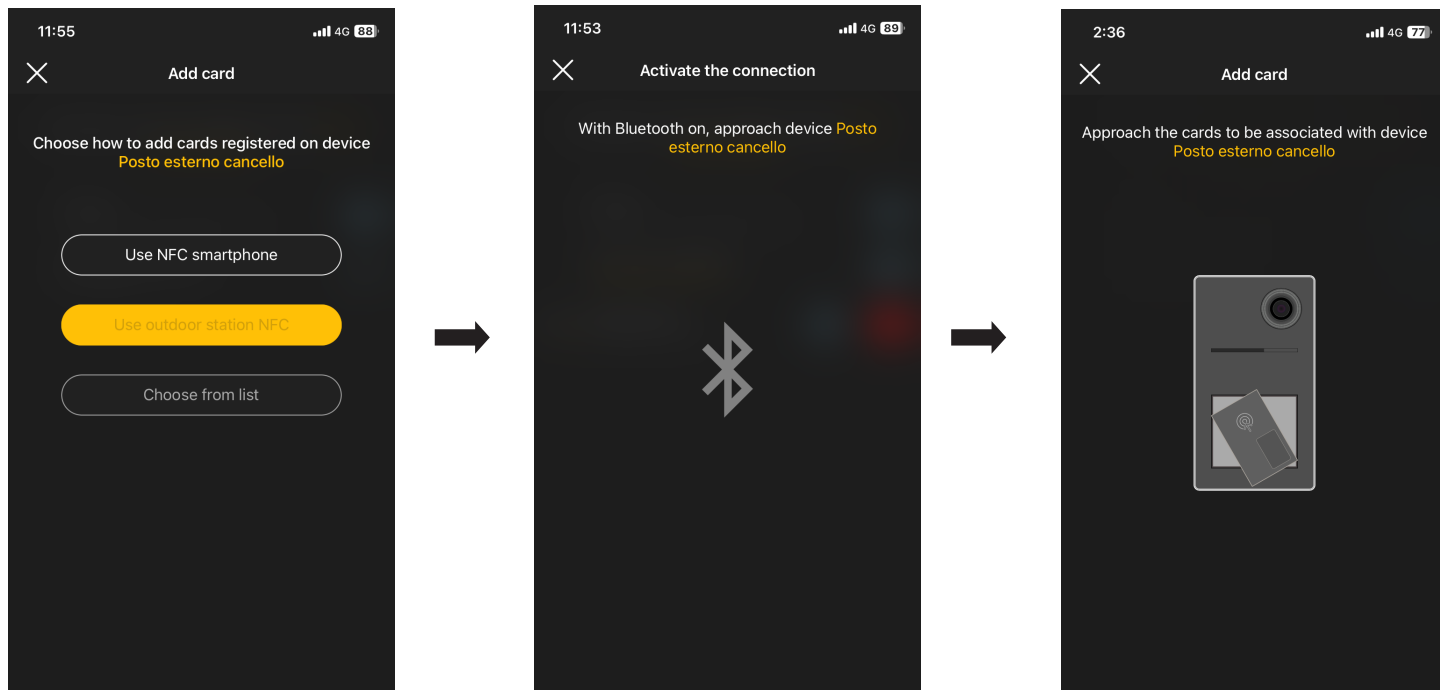 11:55
4G 88
Add card
Choose how to add cards registered on device
Posto esterno cancello
Use NFC smartphone
Use outdoor station NFC
Choose from list
11:53
4G 89
Activate the connection
With Bluetooth on, approach device Posto
esterno cancello
2:36
4G 77
Add card
Approach the cards to be associated with device
Posto esterno cancello